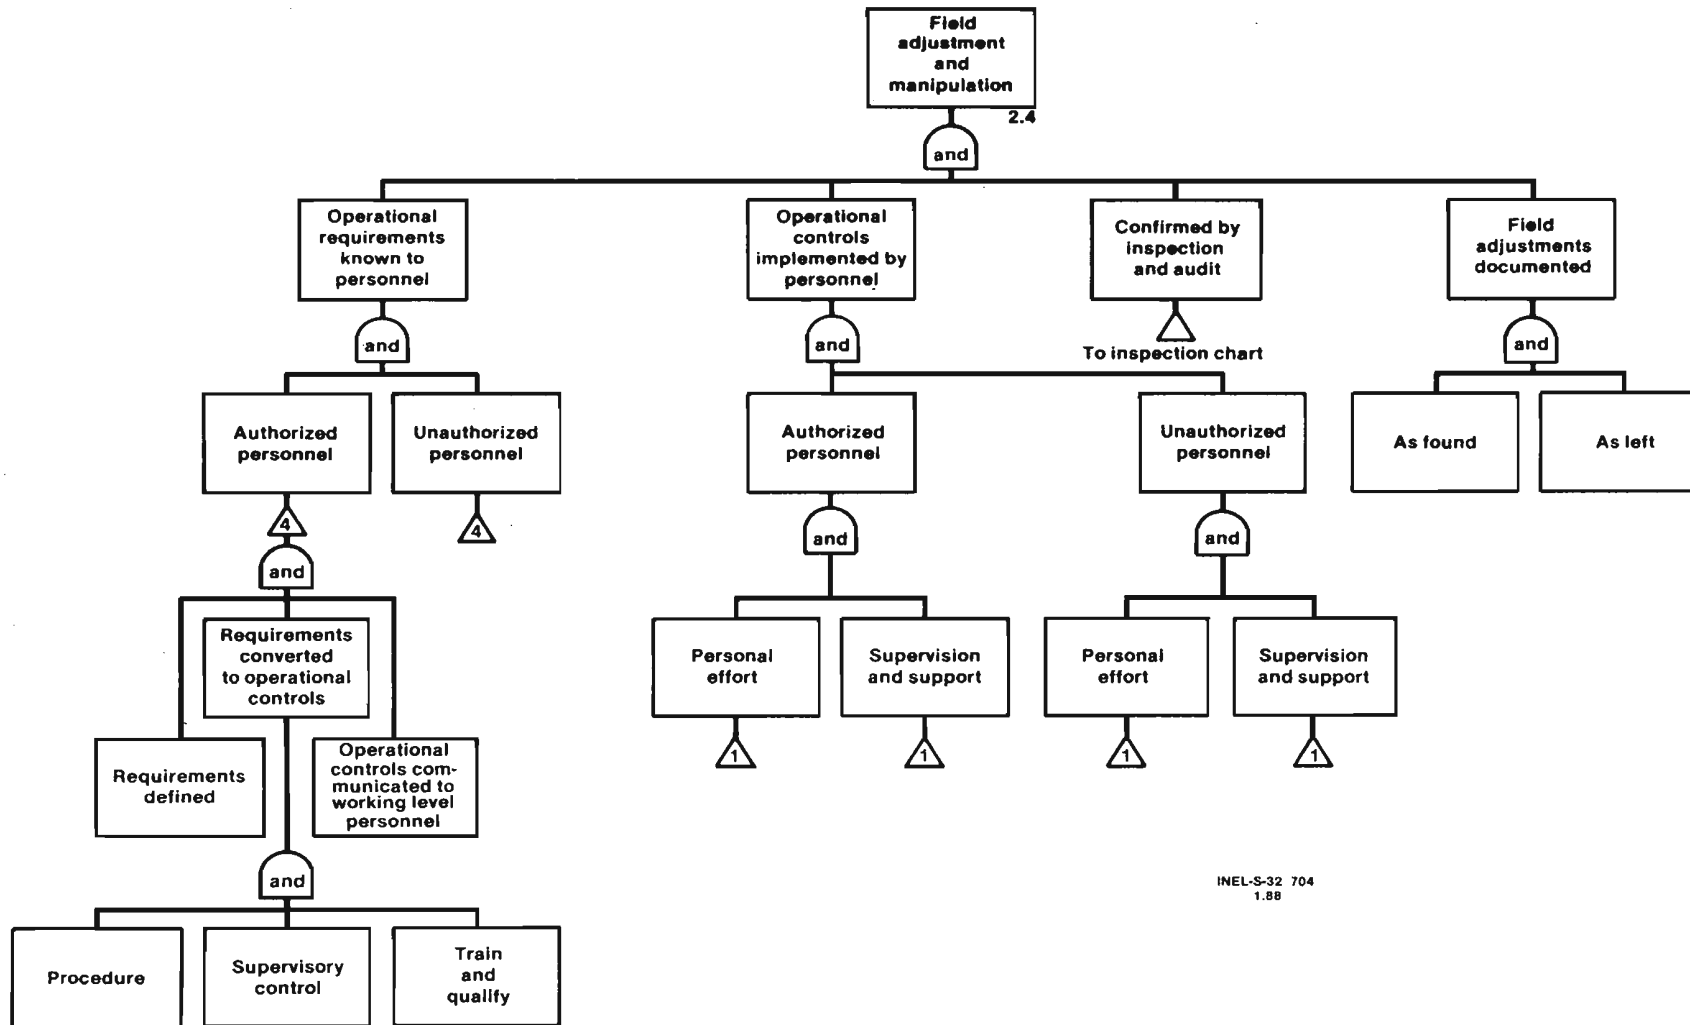 Field
adjustment
and
manipulation
2.4
and
Operational
requirements
known to
personnel
Operational
controls
implemented by
personnel
Confirmed by
inspection
and audit
Field
adjustments
documented
and
and
To inspection chart
and
Authorized
personnel
Unauthorized
personnel
Authorized
personnel
Unauthorized
personnel
As found
As left
4
4
and
and
and
Requirements
converted
to operational
controls
Personal
effort
Supervision
and support
Personal
effort
Supervision
and support
1
1
1
1
Requirements
defined
Operational
controls com-
municated to
working level
personnel
and
INEL-S-32 704
1.88
Procedure
Supervisory
control
Train
and
qualify